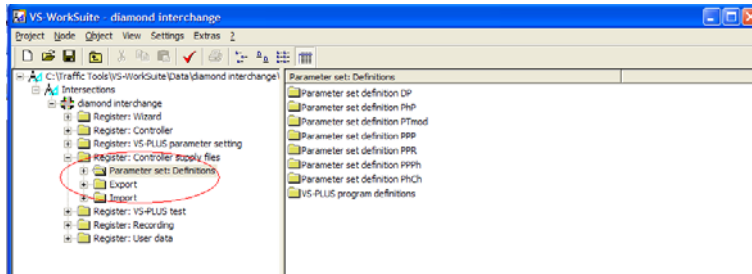 VS-WorkSuite - diamond interchange
Project Node Object View Settings Extras ?
C:\Traffic Tools\VS-WorkSuite\Data\diamond interchange\
Intersections
diamond interchange
Register: Wizard
Register: Controller
Register: VS-PLUS parameter setting
Register: Controller supply files
Parameter set: Definitions
Export
Import
Register: VS-PLUS test
Register: Recording
Register: User data
Parameter set: Definitions
Parameter set definition DP
Parameter set definition PhP
Parameter set definition PTmod
Parameter set definition PPP
Parameter set definition PPR
Parameter set definition PPPh
Parameter set definition PhCh
VS-PLUS program definitions